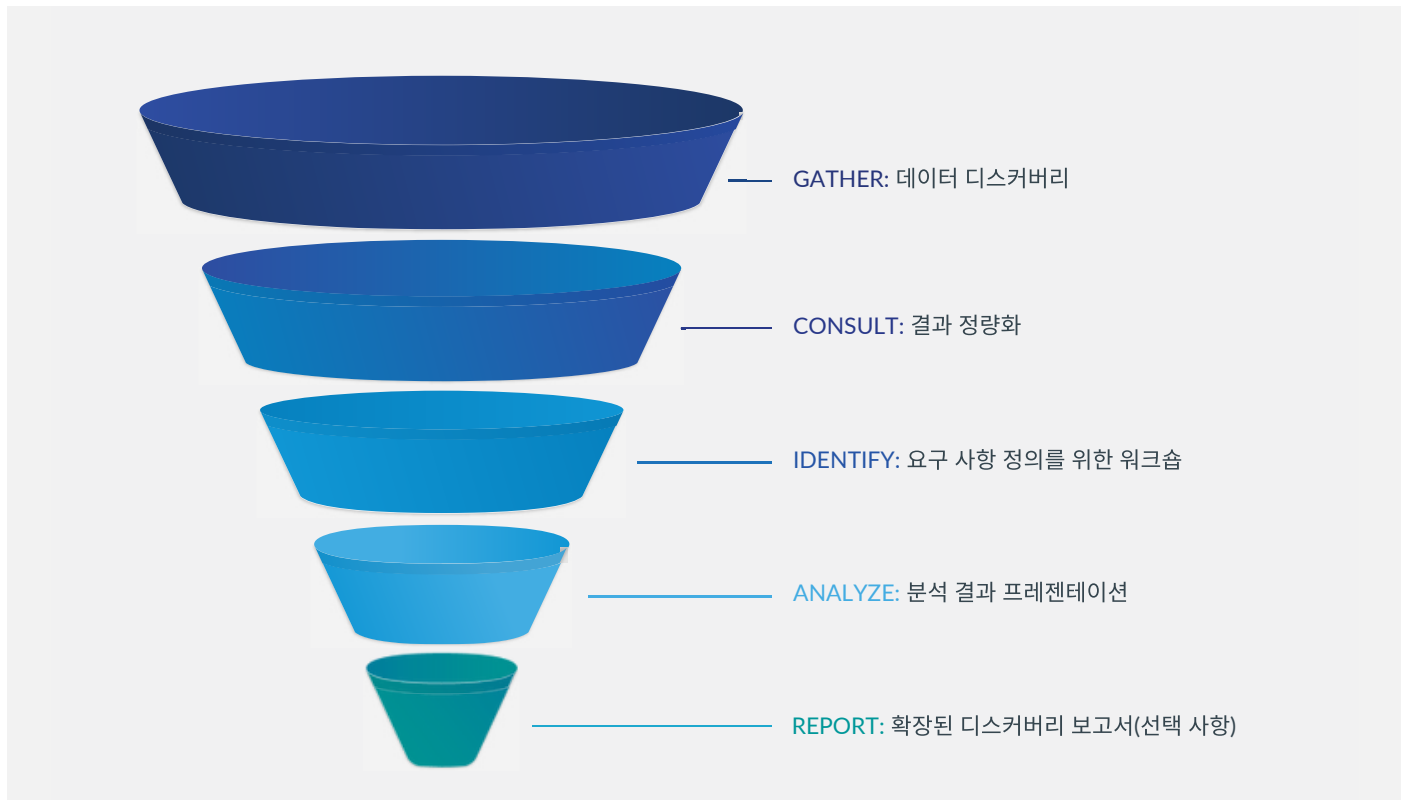 GATHER: 데이터 디스커버리
CONSULT: 결과 정량화
IDENTIFY: 요구 사항 정의를 위한 워크숍
ANALYZE: 분석 결과 프레젠테이션
REPORT: 확장된 디스커버리 보고서(선택 사항)